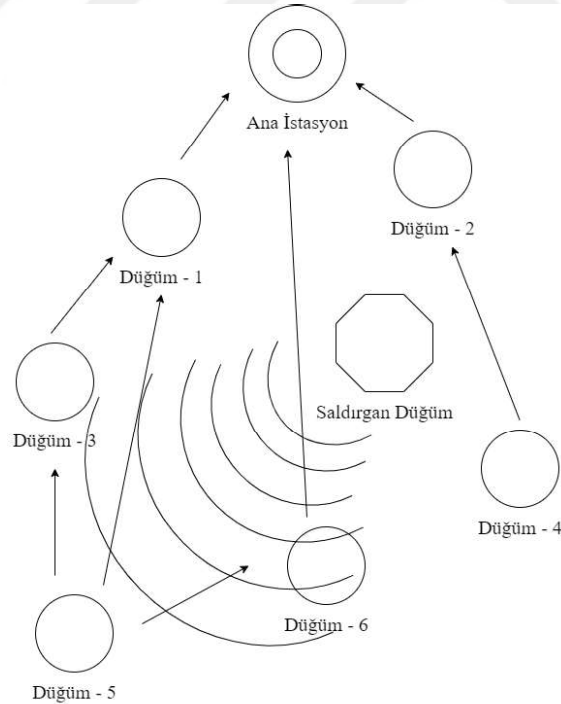 Ana İstasyon
Düğüm - 2
Düğüm - 1
Saldırgan Düğüm
Düğüm - 3
Düğüm - 4
Düğüm - 6
Düğüm - 5